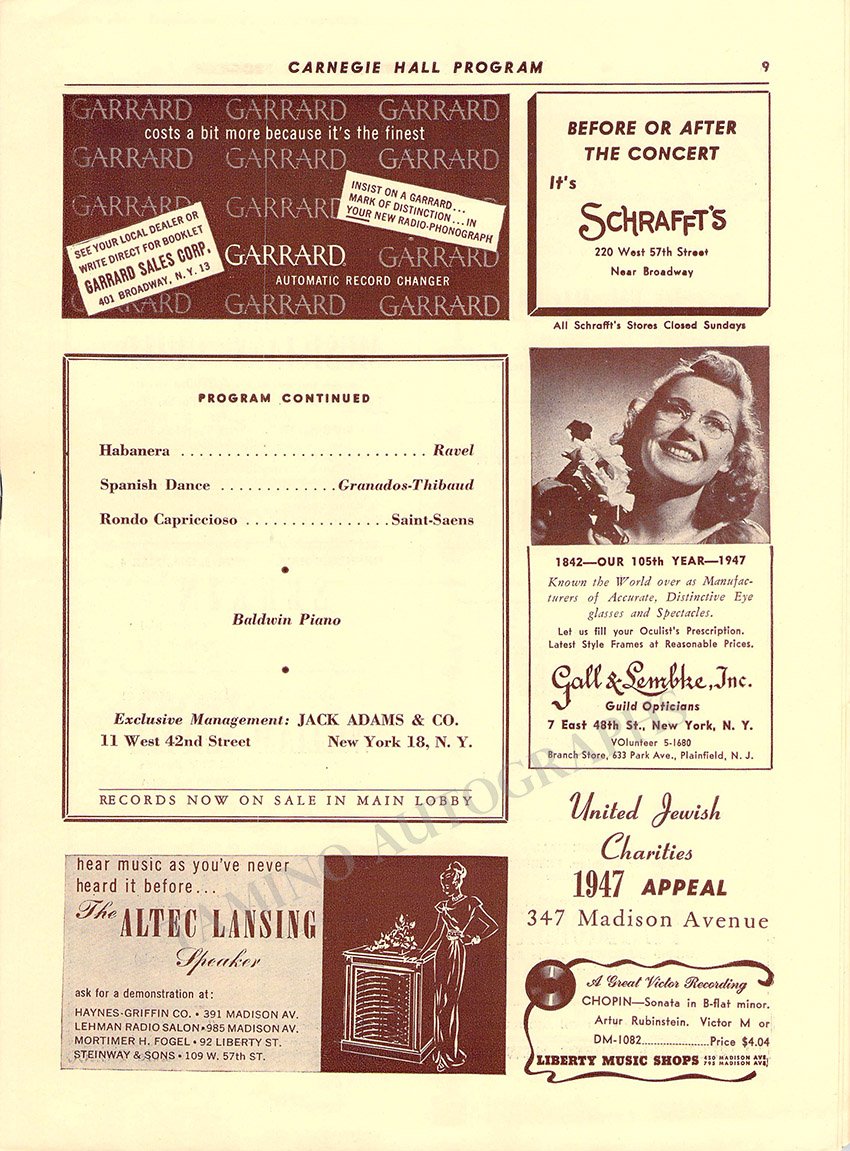 CARNEGIE HALL PROGRAM 9
GARRARD GARRARD GARRARD
costs a bit more because it's the finest
GARRARD GARRARD GARRARD
GARRARD GARRARD
INSIST ON A GARRARD...
MARK OF DISTINCTION...IN
YOUR NEW RADIO-PHONOGRAPH
SEE YOUR LOCAL DEALER OR
WRITE DIRECT FOR BOOKLET
GARRARD SALES CORP.
401 BROADWAY, N.Y. 13
GARRARD GARRARD
AUTOMATIC RECORD CHANGER
GARRARD GARRARD GARRARD
BEFORE OR AFTER
THE CONCERT
It's
SCHRAFFT'S
220 West 57th Street
Near Broadway
All Schrafft's Stores Closed Sundays
PROGRAM CONTINUED
Habanera ........................... Ravel
Spanish Dance .............Granados-Thibaud
Rondo Capriccioso ................Saint-Saens
•
Baldwin Piano
•
Exclusive Management: JACK ADAMS & CO.
11 West 42nd Street New York 18, N. Y.
RECORDS NOW ON SALE IN MAIN LOBBY
1842—OUR 105th YEAR—1947
Known the World over as Manufac-
turers of Accurate, Distinctive Eye
glasses and Spectacles.
Let us fill your Oculist's Prescription.
Latest Style Frames at Reasonable Prices.
Gall & Lembke, Inc.
Guild Opticians
7 East 48th St., New York, N. Y.
VOlunteer 5-1680
Branch Store, 633 Park Ave., Plainfield, N. J.
United Jewish
Charities
1947 APPEAL
347 Madison Avenue
hear music as you've never
heard it before...
The
ALTEC LANSING
Speaker
ask for a demonstration at:
HAYNES-GRIFFIN CO. • 391 MADISON AV.
LEHMAN RADIO SALON•985 MADISON AV.
MORTIMER H. FOGEL • 92 LIBERTY ST.
STEINWAY & SONS • 109 W. 57th ST.
A Great Victor Recording
CHOPIN—Sonata in B-flat minor.
Artur Rubinstein. Victor M or
DM-1082.......................Price $4.04
LIBERTY MUSIC SHOPS 450 MADISON AVE.
795 MADISON AVE.
TAMINO AUTOGRAPHS